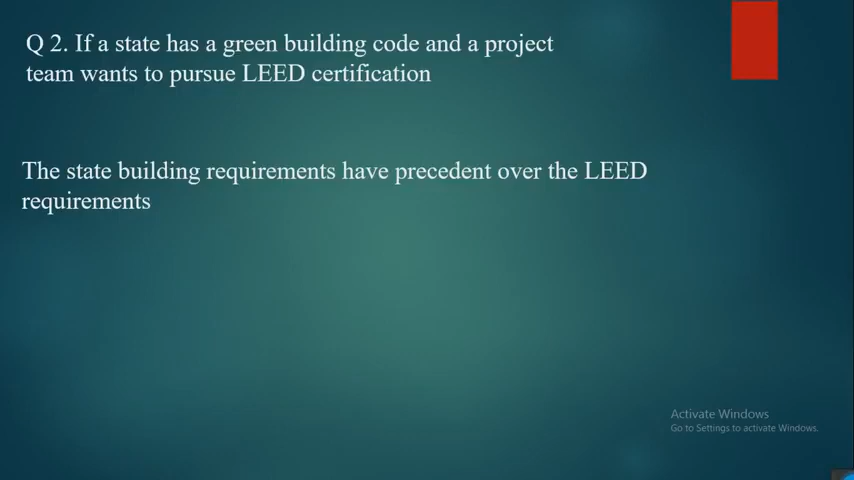 Q 2. If a state has a green building code and a project
team wants to pursue LEED certification
The state building requirements have precedent over the LEED
requirements
Activate Windows
Go to Settings to activate Windows.